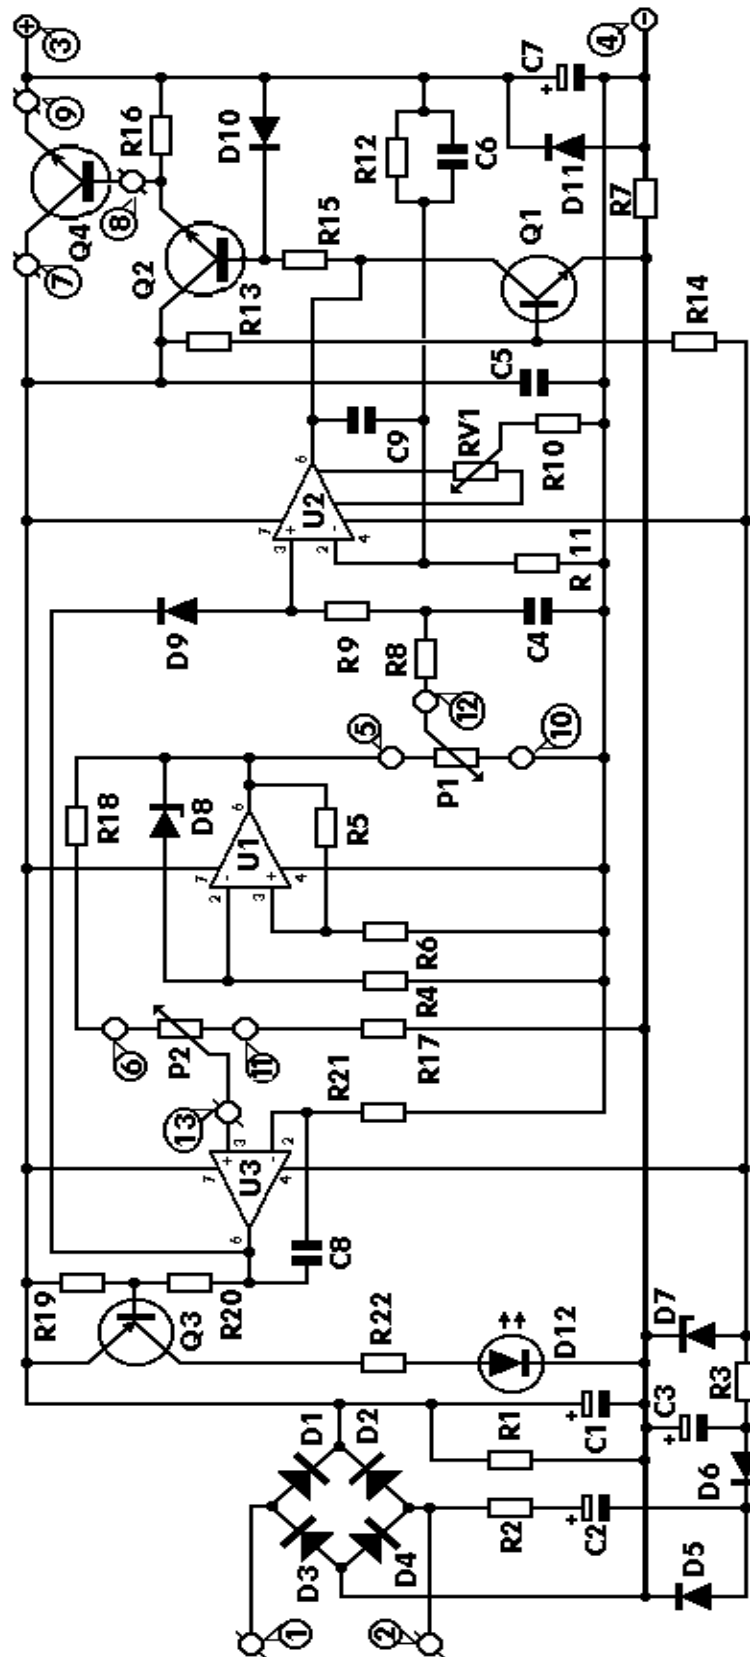 +
3
-
4
9
R16
D10
C7
+
R12
C6
D11
R7
Q4
8
7
Q2
R15
Q1
R13
R14
C5
C9
RV1
R10
6
U2
7
+
-
4
3
2
R 11
D9
R9
R8
C4
12
5
10
P1
R18
D8
6
R5
U1
7
-
+
4
2
3
R6
R4
6
P2
11
R17
R21
13
3
2
+
-
7
U3
4
6
C8
R19
Q3
R20
R22
D12
D7
R3
C3
+
D1
D2
R1
+
C1
D6
D3
D4
R2
+
C2
D5
1
2